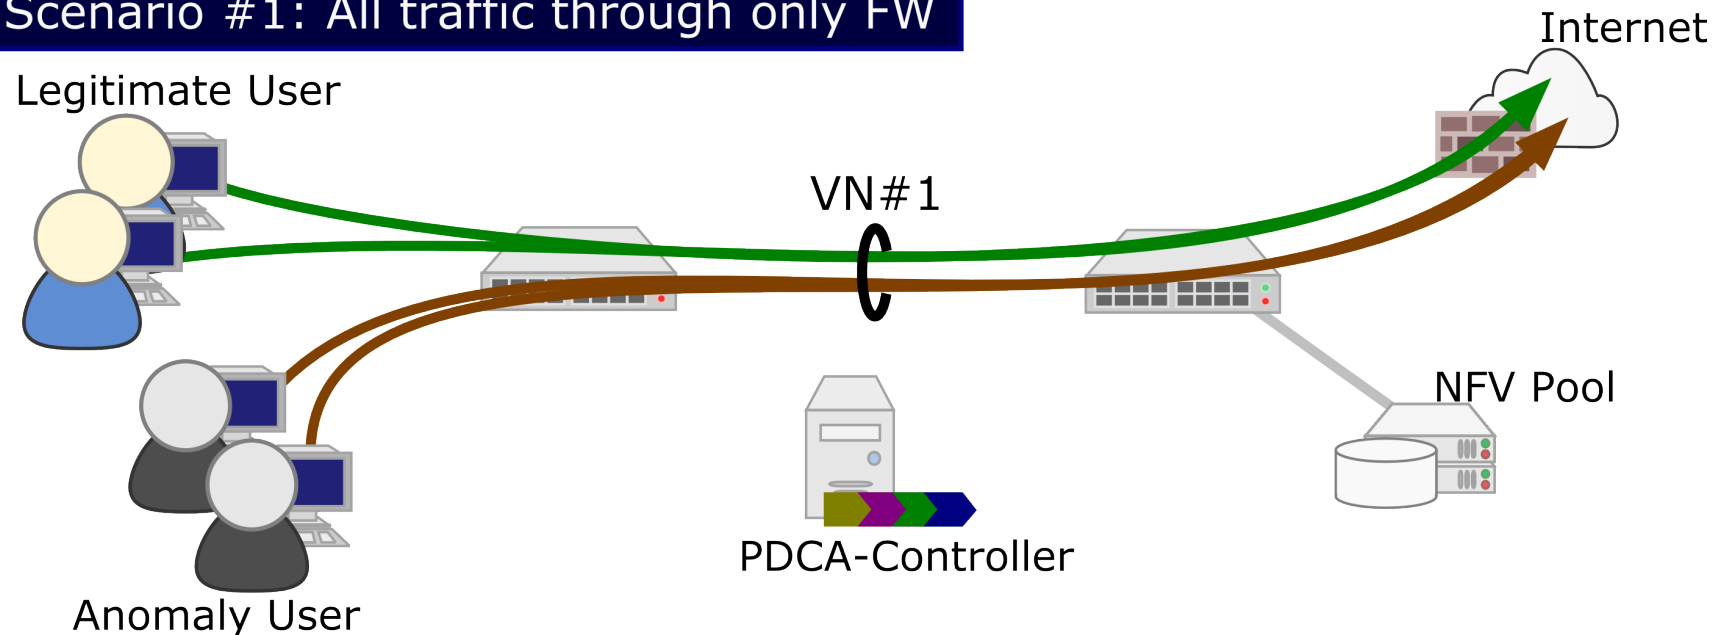 Scenario #1: All traffic through only FW
Internet
Legitimate User
VN#1
NFV Pool
PDCA-Controller
Anomaly User